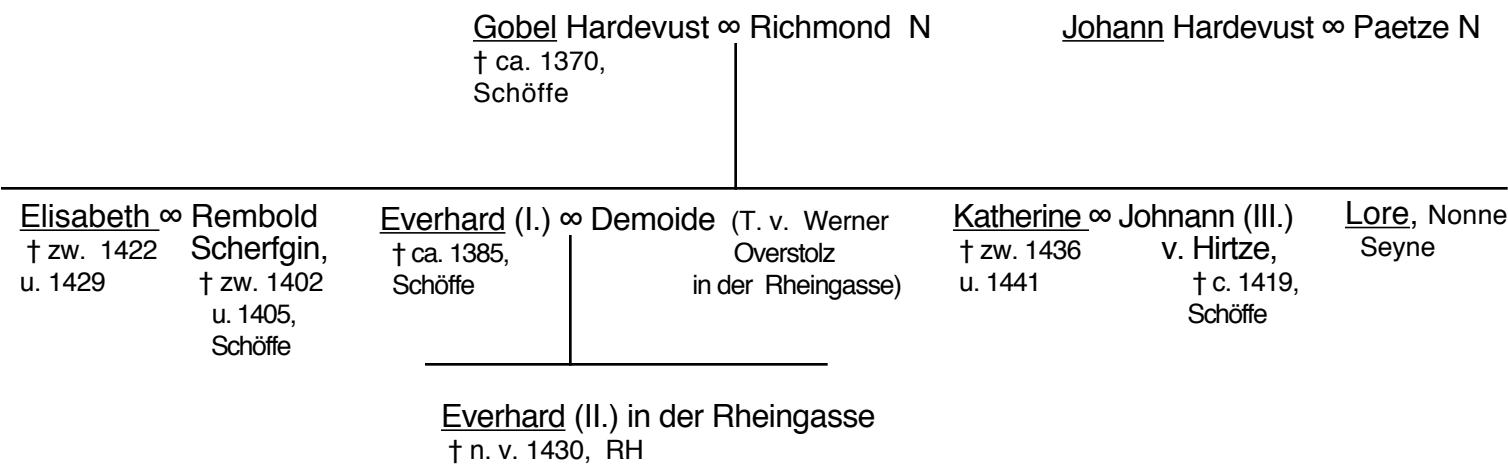 Gobel Hardevust ∞ Richmond N
† ca. 1370,
Schöffe
Johann Hardevust ∞ Paetze N
Elisabeth ∞ Rembold
Scherfgin,
† zw. 1422
u. 1429
† zw. 1402
u. 1405,
Schöffe
Everhard (I.) ∞ Demoide (T. v. Werner
Overstolz
in der Rheingasse)
† ca. 1385,
Schöffe
Katherine ∞ Johnann (III.)
v. Hirtze,
† zw. 1436
u. 1441
† c. 1419,
Schöffe
Lore, Nonne
Seyne
Everhard (II.) in der Rheingasse
† n. v. 1430, RH